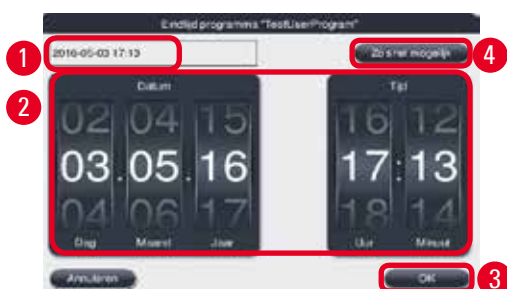 Eindtijd programma "TestUserProgram"
1
2016-05-03 17:13
Zo snel mogelijk
4
2
Datum
Tijd
02 04 15
16 12
03.05.16
17:13
04 06 17
18 14
Dag Maand Jaar
Uur Minuut
Annuleren
OK
3